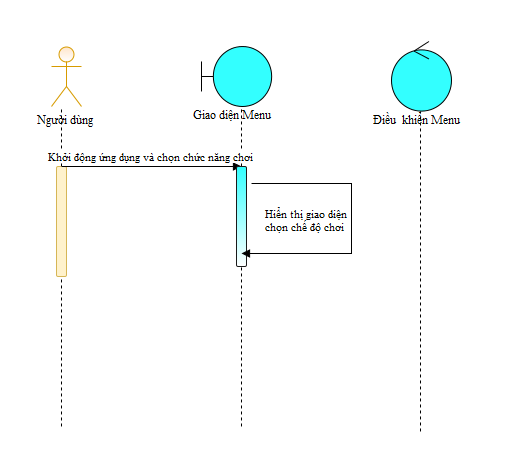 Người dùng
Giao diện Menu
Điều khiện Menu
Khởi động ứng dụng và chọn chức năng chơi
Hiển thị giao diện
chọn chế độ chơi